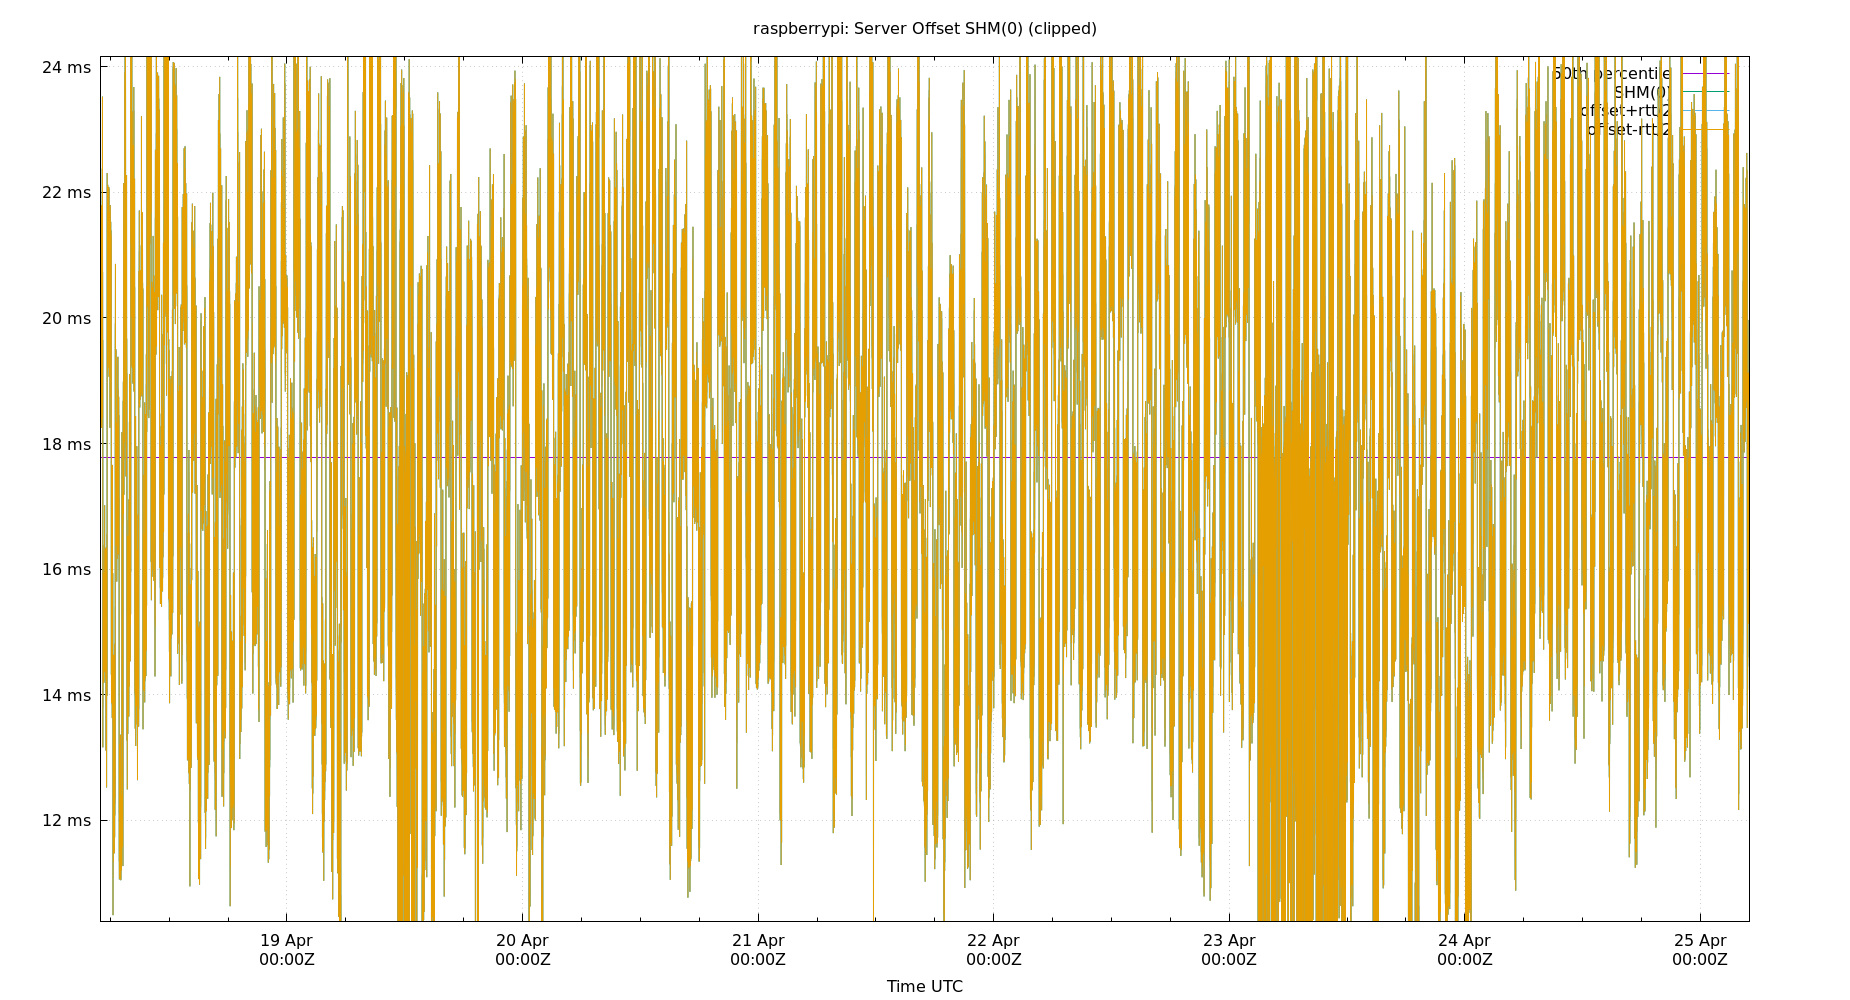 raspberrypi: Server Offset SHM(0) (clipped)
24 ms
22 ms
20 ms
18 ms
16 ms
14 ms
12 ms
50th percentile
SHM(0)
offset+rtt/2
offset-rtt/2
19 Apr
00:00Z
20 Apr
00:00Z
21 Apr
00:00Z
22 Apr
00:00Z
23 Apr
00:00Z
24 Apr
00:00Z
25 Apr
00:00Z
Time UTC